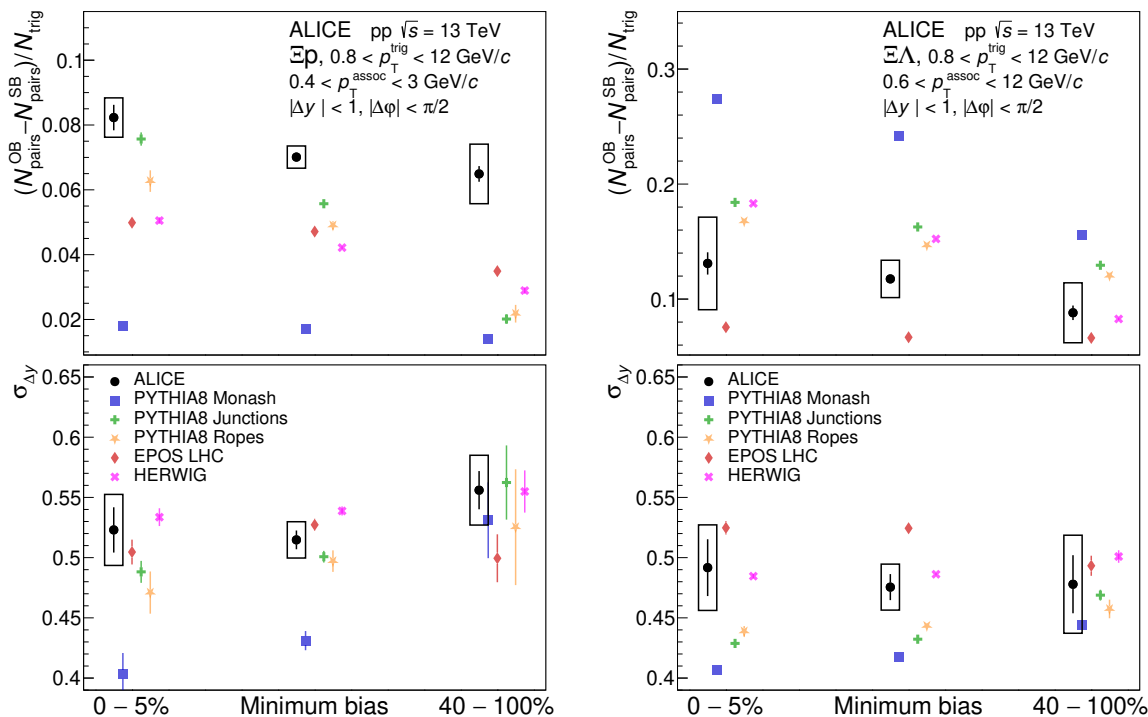 (N_pairs^OB − N_pairs^SB) / N_trig
0.1
0.08
0.06
0.04
0.02
ALICE pp √s = 13 TeV
Ξp, 0.8 < p_T^trig < 12 GeV/c
0.4 < p_T^assoc < 3 GeV/c
|Δy | < 1, |Δφ| < π/2
(N_pairs^OB − N_pairs^SB) / N_trig
0.3
0.2
0.1
ALICE pp √s = 13 TeV
ΞΛ, 0.8 < p_T^trig < 12 GeV/c
0.6 < p_T^assoc < 12 GeV/c
|Δy | < 1, |Δφ| < π/2
σ_Δy
0.65
0.6
0.55
0.5
0.45
0.4
ALICE
PYTHIA8 Monash
PYTHIA8 Junctions
PYTHIA8 Ropes
EPOS LHC
HERWIG
0 − 5% Minimum bias 40 − 100%
σ_Δy
0.65
0.6
0.55
0.5
0.45
0.4
ALICE
PYTHIA8 Monash
PYTHIA8 Junctions
PYTHIA8 Ropes
EPOS LHC
HERWIG
0 − 5% Minimum bias 40 − 100%